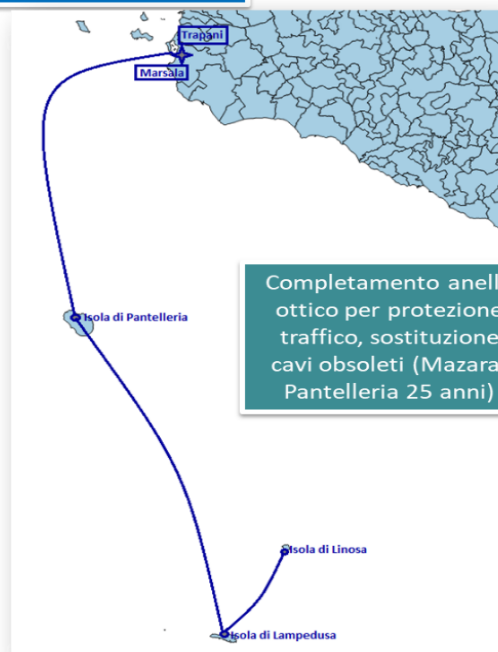 Trapani
Marsala
Isola di Pantelleria
Completamento anell
ottico per protezione
traffico, sostituzione
cavi obsoleti (Mazara
Pantelleria 25 anni)
Isola di Linosa
Isola di Lampedusa